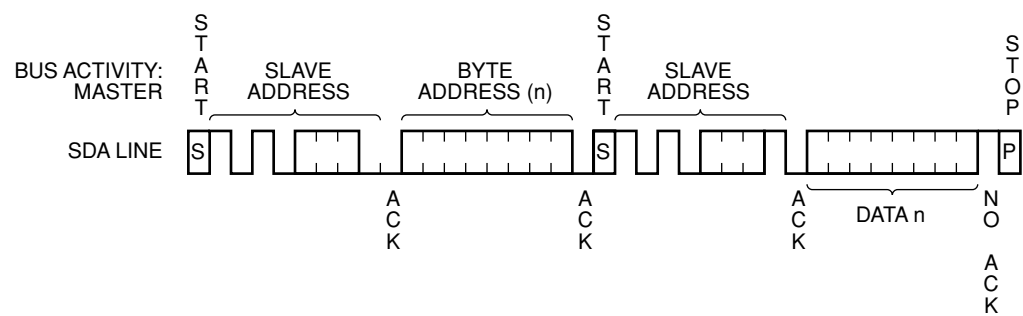 START
START
STOP
BUS ACTIVITY:
MASTER
SLAVE
ADDRESS
BYTE
ADDRESS (n)
SLAVE
ADDRESS
SDA LINE
S
S
P
ACK
ACK
ACK
DATA n
NO ACK